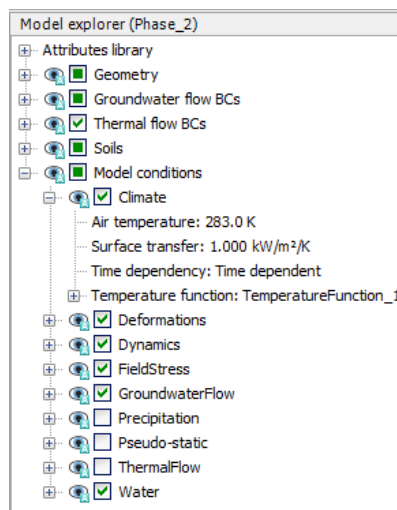 Model explorer (Phase_2)
Attributes library
Geometry
Groundwater flow BCs
Thermal flow BCs
Soils
Model conditions
Climate
Air temperature: 283.0 K
Surface transfer: 1.000 kW/m²/K
Time dependency: Time dependent
Temperature function: TemperatureFunction_1
Deformations
Dynamics
FieldStress
GroundwaterFlow
Precipitation
Pseudo-static
ThermalFlow
Water